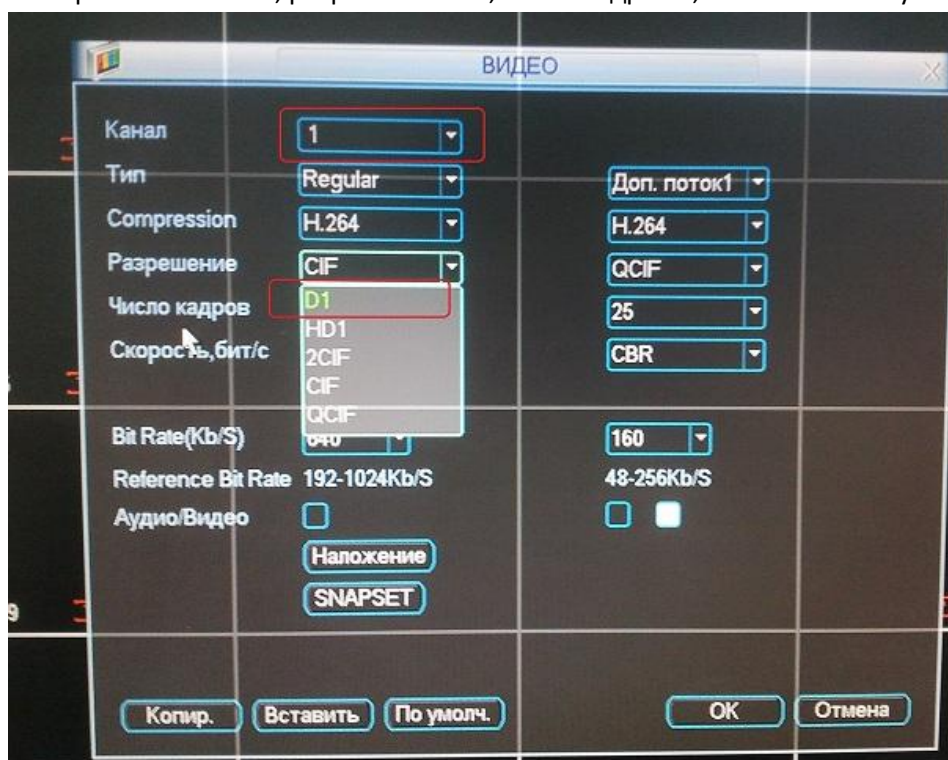 ВИДЕО
Канал 1
Тип Regular Доп. поток1
Compression H.264 H.264
Разрешение CIF QCIF
Число кадров D1 25
HD1
Скорость,бит/с 2CIF CBR
CIF
QCIF
Bit Rate(Kb/S) 640 160
Reference Bit Rate 192-1024Kb/S 48-256Kb/S
Аудио/Видео
Наложение
SNAPSET
Копир. Вставить По умолч. OK Отмена
9